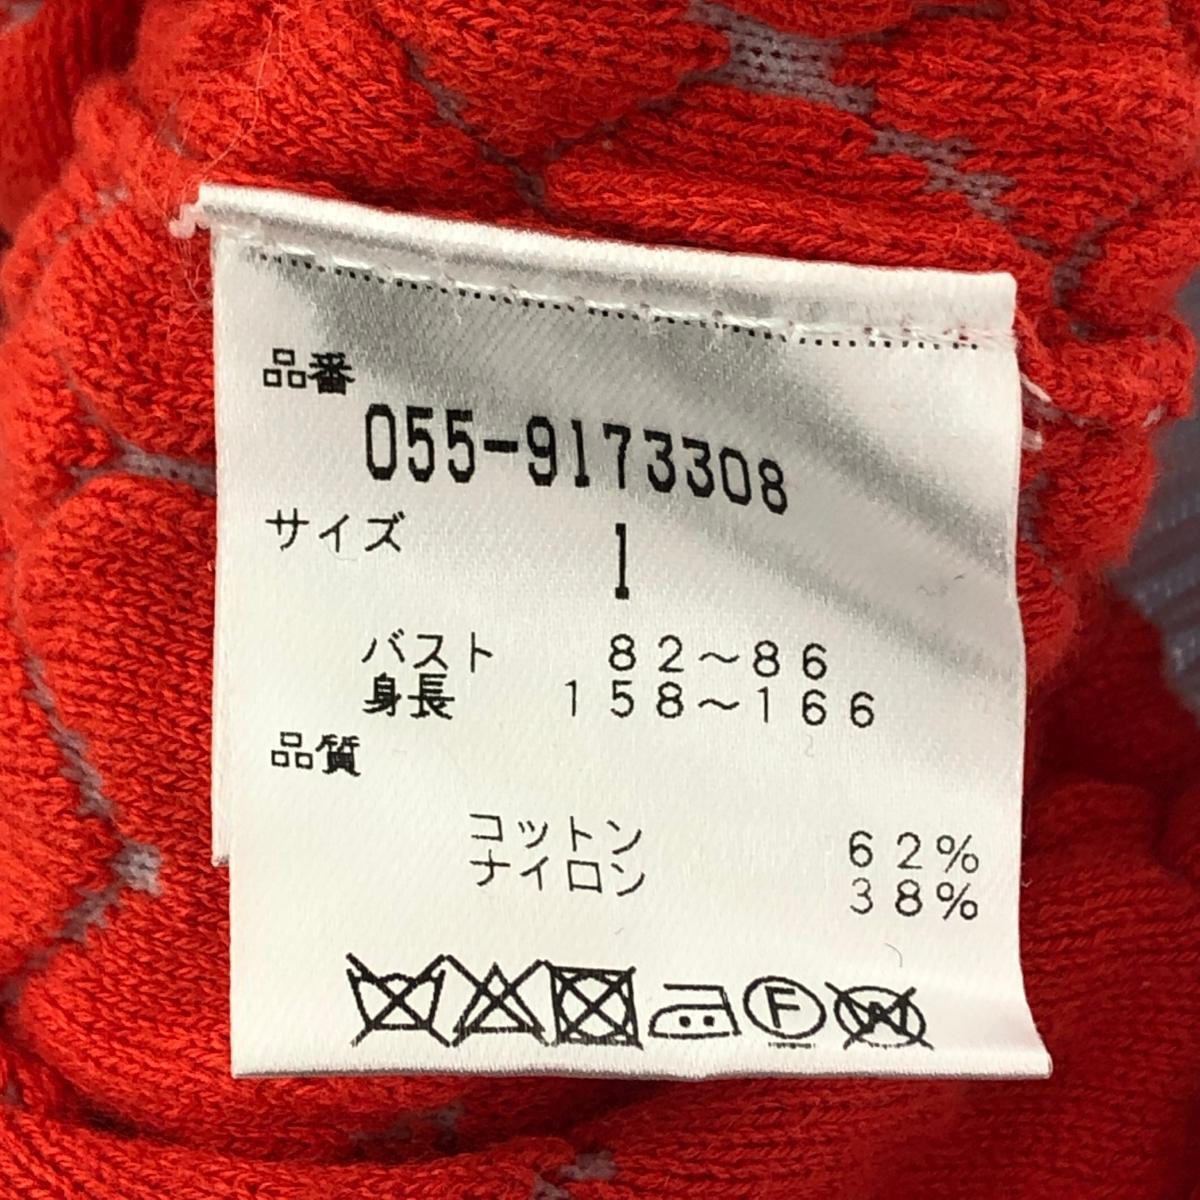 品番
055-9173308
サイズ 1
バスト 82～86
身長 158～166
品質
コットン 62%
ナイロン 38%
F W